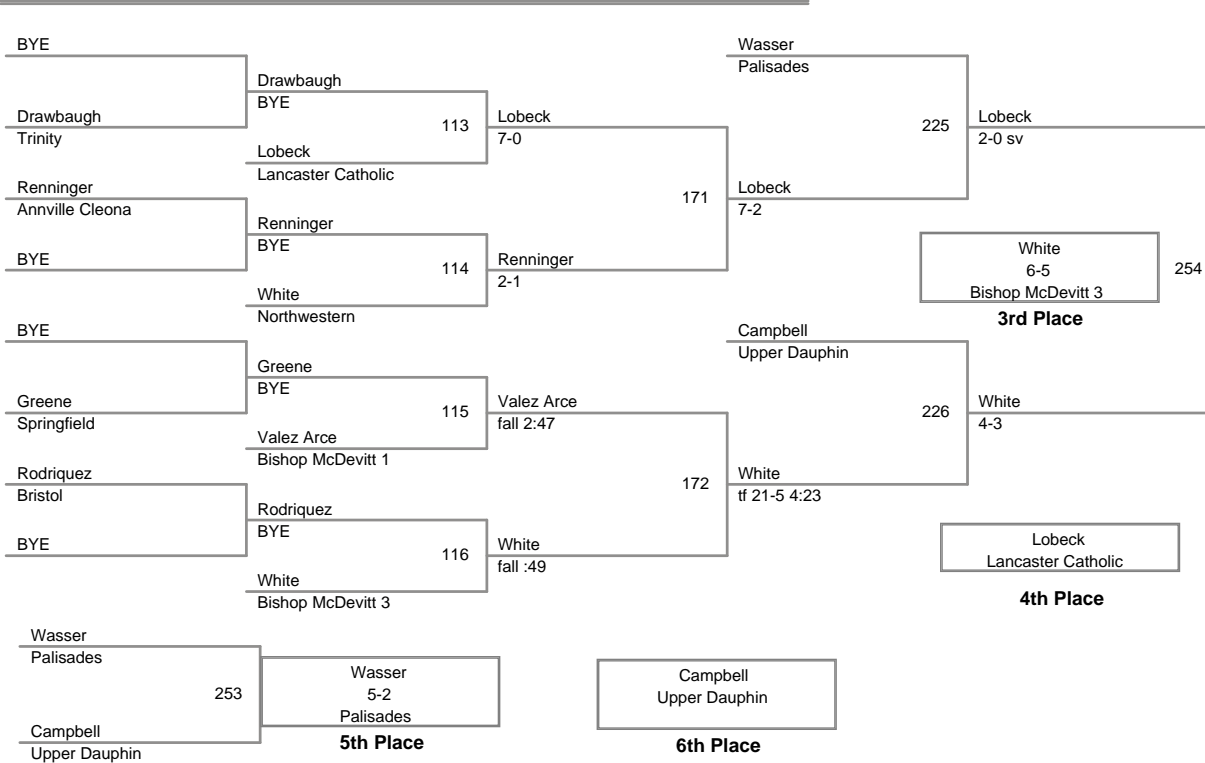 BYE
Drawbaugh
Trinity
Renninger
Annville Cleona
BYE
BYE
Greene
Springfield
Rodriquez
Bristol
BYE
Drawbaugh
BYE
113
Lobeck
Lancaster Catholic
Renninger
BYE
114
White
Northwestern
Greene
BYE
115
Valez Arce
Bishop McDevitt 1
Rodriquez
BYE
116
White
Bishop McDevitt 3
Lobeck
7-0
171
Renninger
2-1
Valez Arce
fall 2:47
172
White
fall :49
Wasser
Palisades
225
Lobeck
7-2
Campbell
Upper Dauphin
226
White
tf 21-5 4:23
Lobeck
2-0 sv
White
6-5
Bishop McDevitt 3
254
3rd Place
White
4-3
Lobeck
Lancaster Catholic
4th Place
Wasser
Palisades
253
Campbell
Upper Dauphin
Wasser
5-2
Palisades
5th Place
Campbell
Upper Dauphin
6th Place